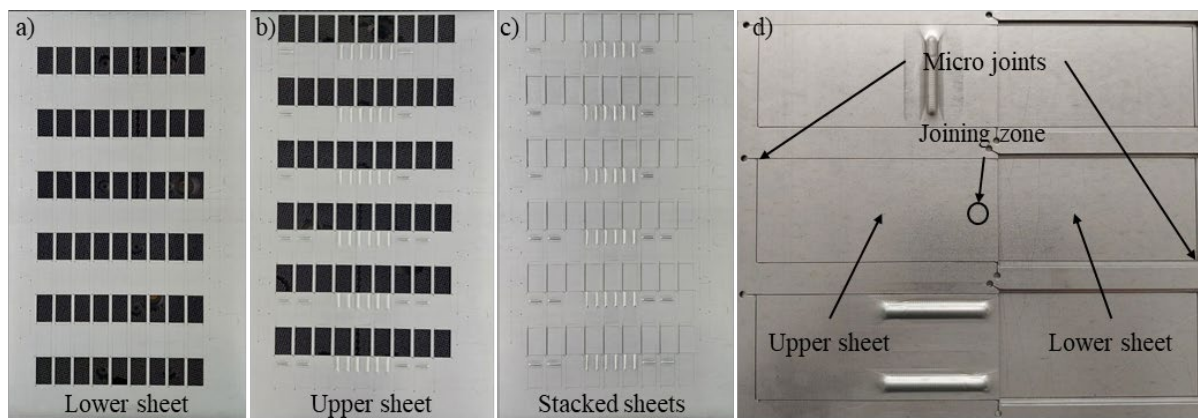 a)
Lower sheet
b)
Upper sheet
c)
Stacked sheets
d)
Micro joints
Joining zone
Upper sheet
Lower sheet